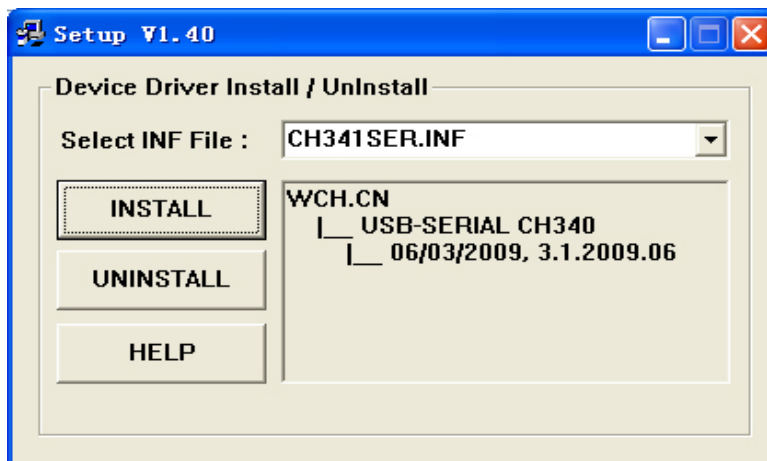 Setup V1.40
Device Driver Install / UnInstall
Select INF File :
CH341SER.INF
INSTALL
UNINSTALL
HELP
WCH.CN
|__ USB-SERIAL CH340
|__ 06/03/2009, 3.1.2009.06